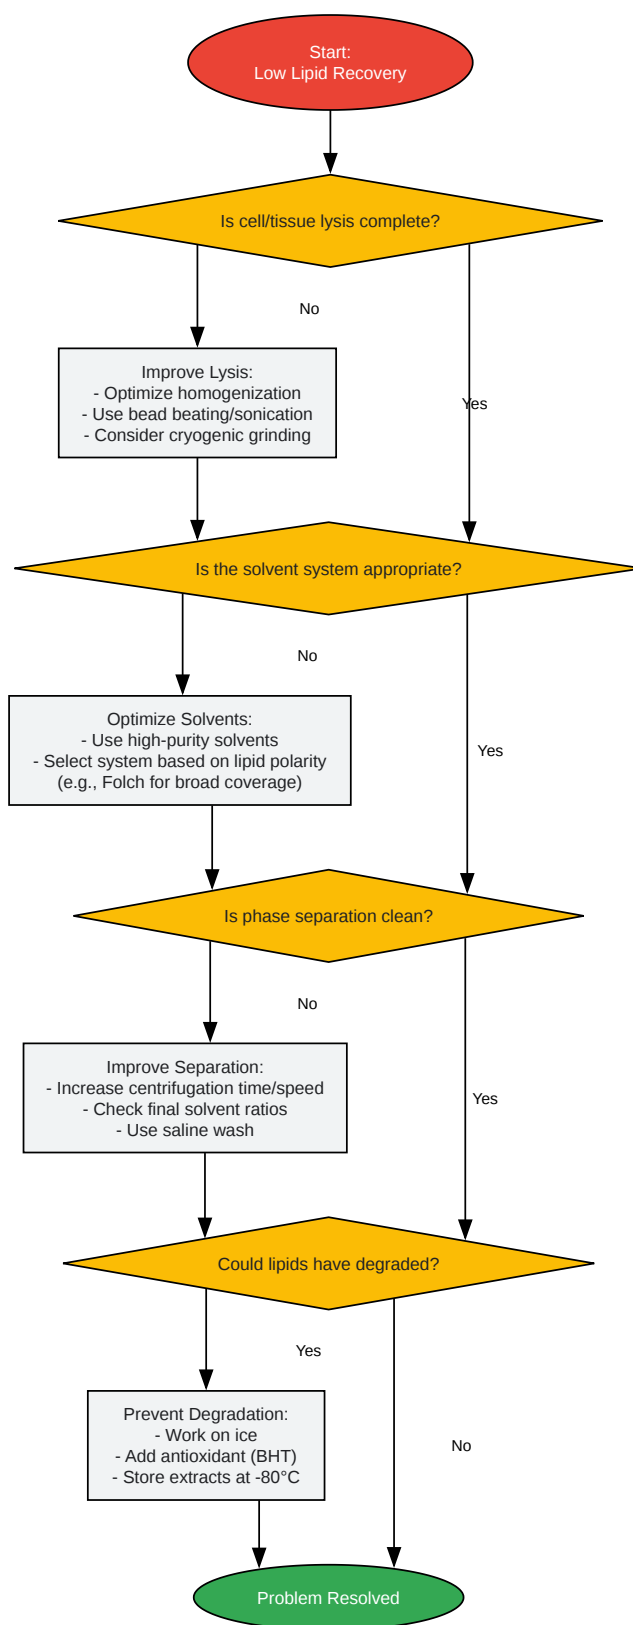 Start:
Low Lipid Recovery
Is cell/tissue lysis complete?
No
Improve Lysis:
- Optimize homogenization
- Use bead beating/sonication
- Consider cryogenic grinding
Yes
Is the solvent system appropriate?
No
Optimize Solvents:
- Use high-purity solvents
- Select system based on lipid polarity
(e.g., Folch for broad coverage)
Yes
Is phase separation clean?
No
Improve Separation:
- Increase centrifugation time/speed
- Check final solvent ratios
- Use saline wash
Yes
Could lipids have degraded?
Yes
Prevent Degradation:
- Work on ice
- Add antioxidant (BHT)
- Store extracts at -80°C
No
Problem Resolved